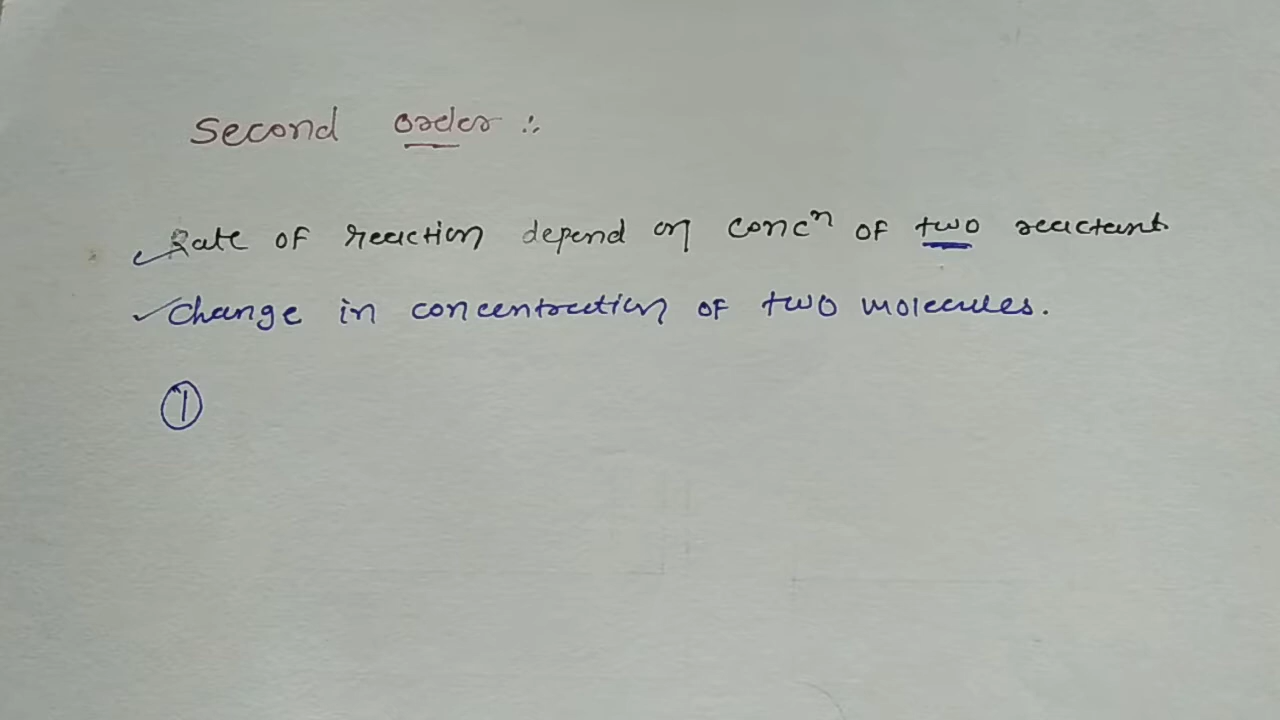 Second order :
Rate of reaction depend on concⁿ of two reactant
Change in concentration of two molecules.
①